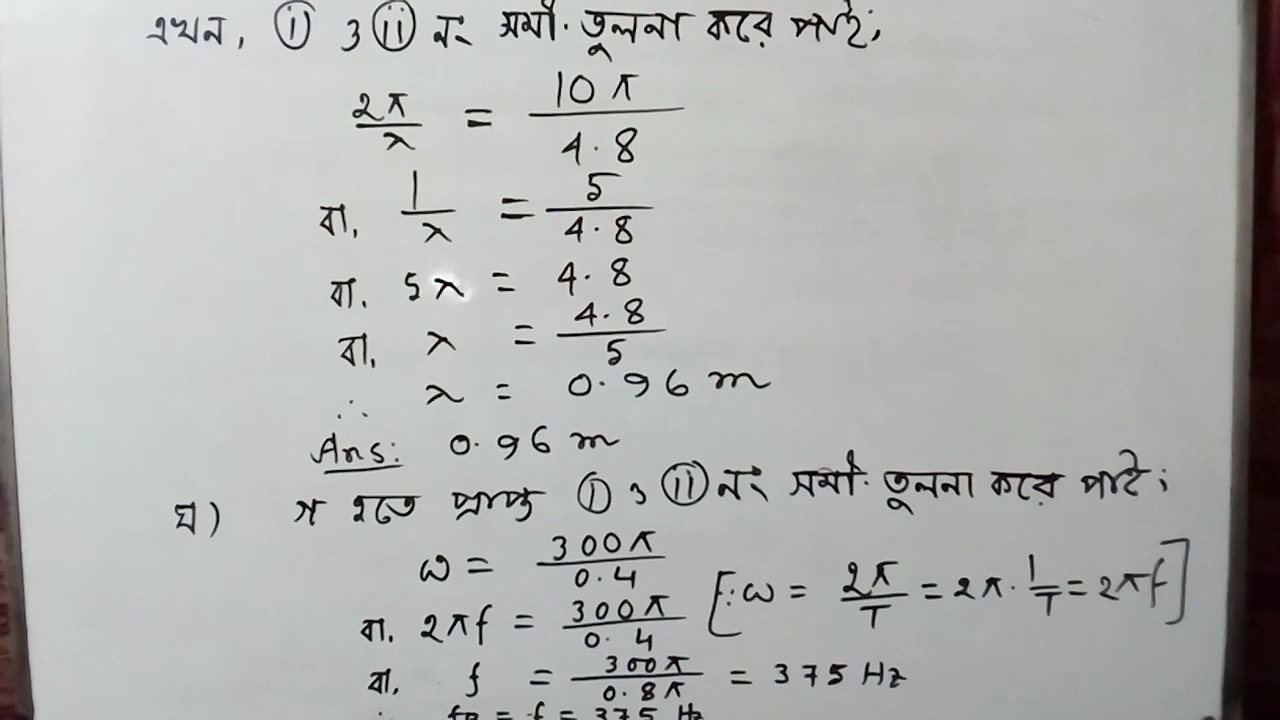 এখন, (i) ও (ii) নং সমী. তুলনা করে পাই,
2π/λ = 10π/4.8
বা, 1/λ = 5/4.8
বা, 5λ = 4.8
বা, λ = 4.8/5
∴ λ = 0.96 m
Ans: 0.96 m
ঘ) গ হতে প্রাপ্ত (i) ও (ii) নং সমী. তুলনা করে পাই,
ω = 300π/0.4 [∵ ω = 2π/T = 2π. 1/T = 2πf]
বা, 2πf = 300π/0.4
বা, f = 300π/0.8π = 375 Hz
= f = 375 Hz